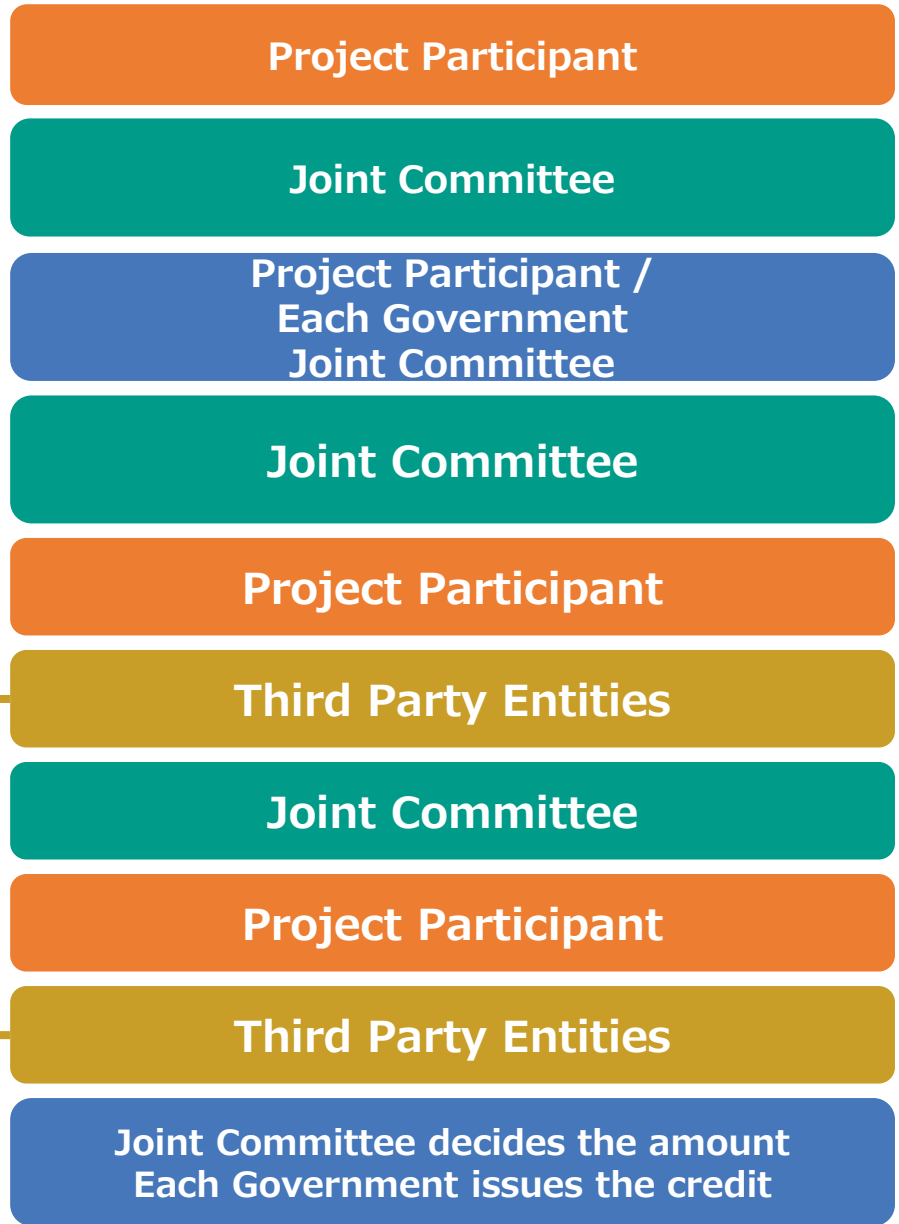 Project Participant
Joint Committee
Project Participant /
Each Government
Joint Committee
Joint Committee
Project Participant
Third Party Entities
Joint Committee
Project Participant
Third Party Entities
Joint Committee decides the amount
Each Government issues the credit